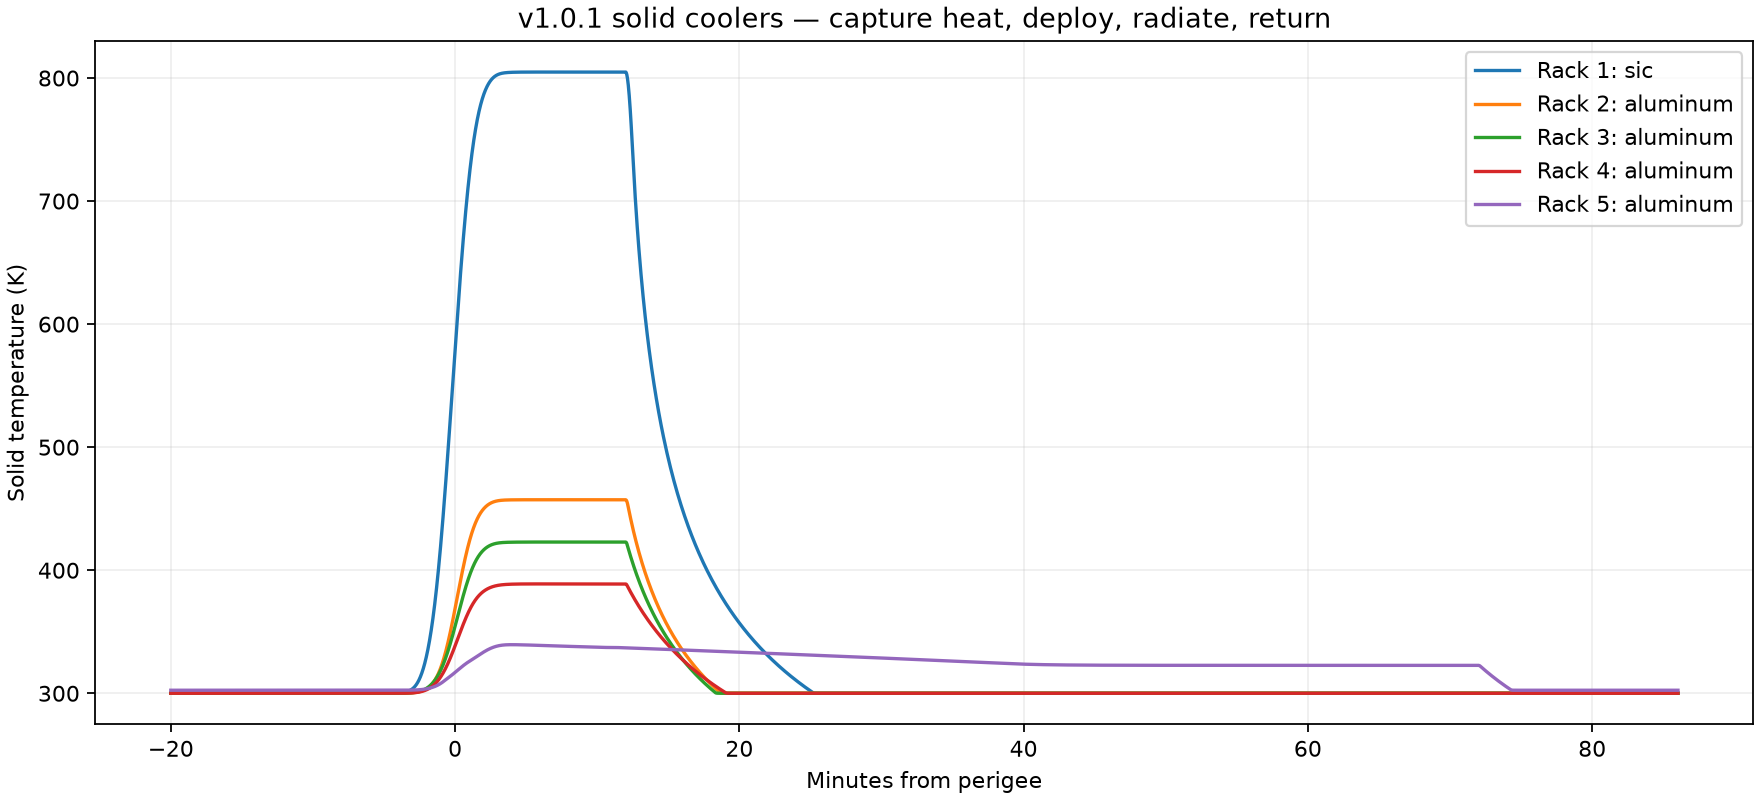 v1.0.1 solid coolers — capture heat, deploy, radiate, return
Solid temperature (K)
800
700
600
500
400
300
Rack 1: sic
Rack 2: aluminum
Rack 3: aluminum
Rack 4: aluminum
Rack 5: aluminum
−20
0
20
40
60
80
Minutes from perigee